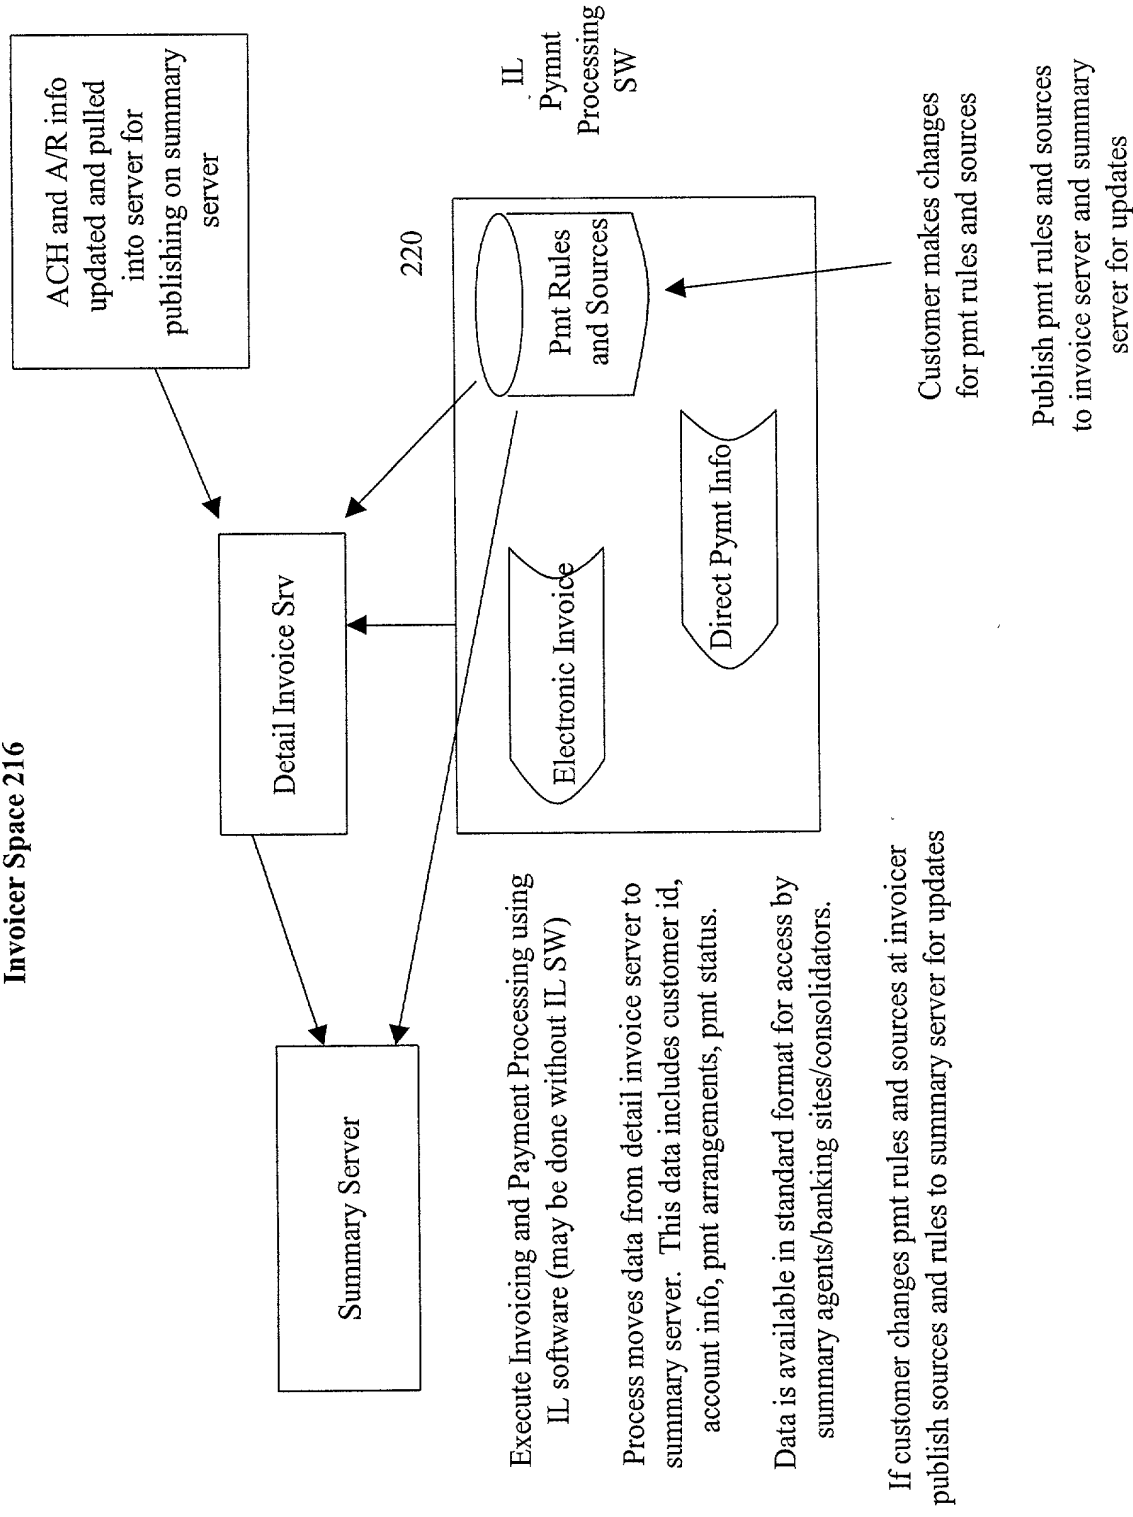 Invoicer Space 216
ACH and A/R info
updated and pulled
into server for
publishing on summary
server
Summary Server
Detail Invoice Srv
220
IL
Pymnt
Processing
SW
Pmt Rules
and Sources
Electronic Invoice
Direct Pymt Info
Execute Invoicing and Payment Processing using
IL software (may be done without IL SW)
Process moves data from detail invoice server to
summary server. This data includes customer id,
account info, pmt arrangements, pmt status.
Data is available in standard format for access by
summary agents/banking sites/consolidators.
If customer changes pmt rules and sources at invoicer
publish sources and rules to summary server for updates
Customer makes changes
for pmt rules and sources
Publish pmt rules and sources
to invoice server and summary
server for updates